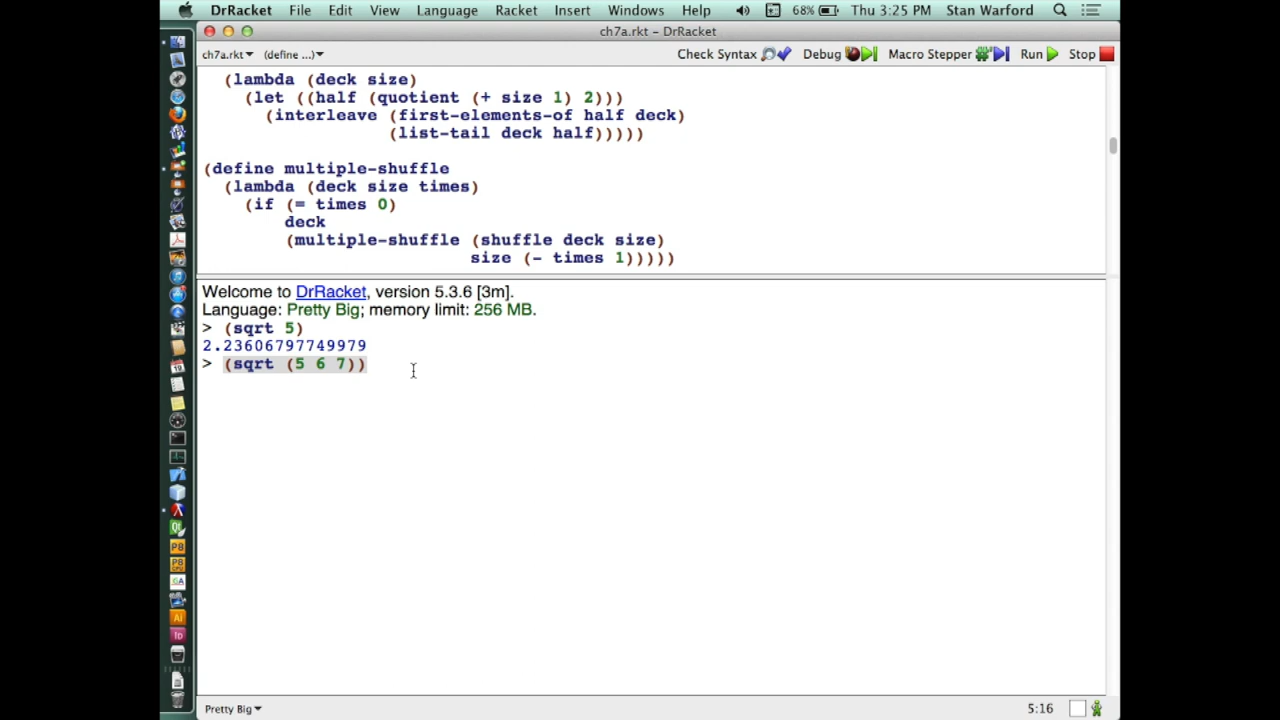 DrRacket File Edit View Language Racket Insert Windows Help 68% Thu 3:25 PM Stan Warford
ch7a.rkt – DrRacket
ch7a.rkt (define ...) Check Syntax Debug Macro Stepper Run Stop
(lambda (deck size)
(let ((half (quotient (+ size 1) 2)))
(interleave (first-elements-of half deck)
(list-tail deck half)))))
(define multiple-shuffle
(lambda (deck size times)
(if (= times 0)
deck
(multiple-shuffle (shuffle deck size)
size (- times 1)))))
Welcome to DrRacket, version 5.3.6 [3m].
Language: Pretty Big; memory limit: 256 MB.
> (sqrt 5)
2.23606797749979
> (sqrt (5 6 7))
Pretty Big 5:16